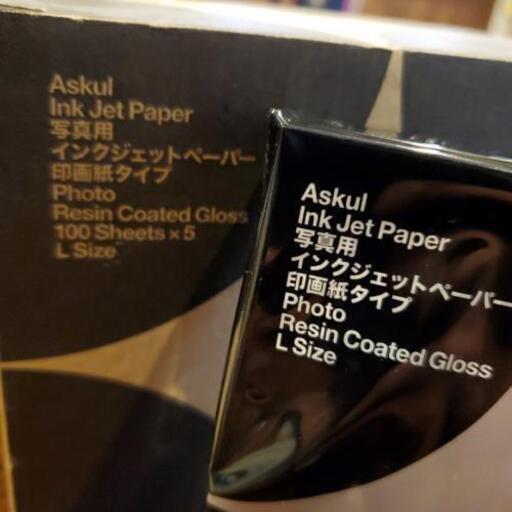 Askul
Ink Jet Paper
写真用
インクジェットペーパー
印画紙タイプ
Photo
Resin Coated Gloss
100 Sheets × 5
L Size
Askul
Ink Jet Paper
写真用
インクジェットペーパー
印画紙タイプ
Photo
Resin Coated Gloss
L Size